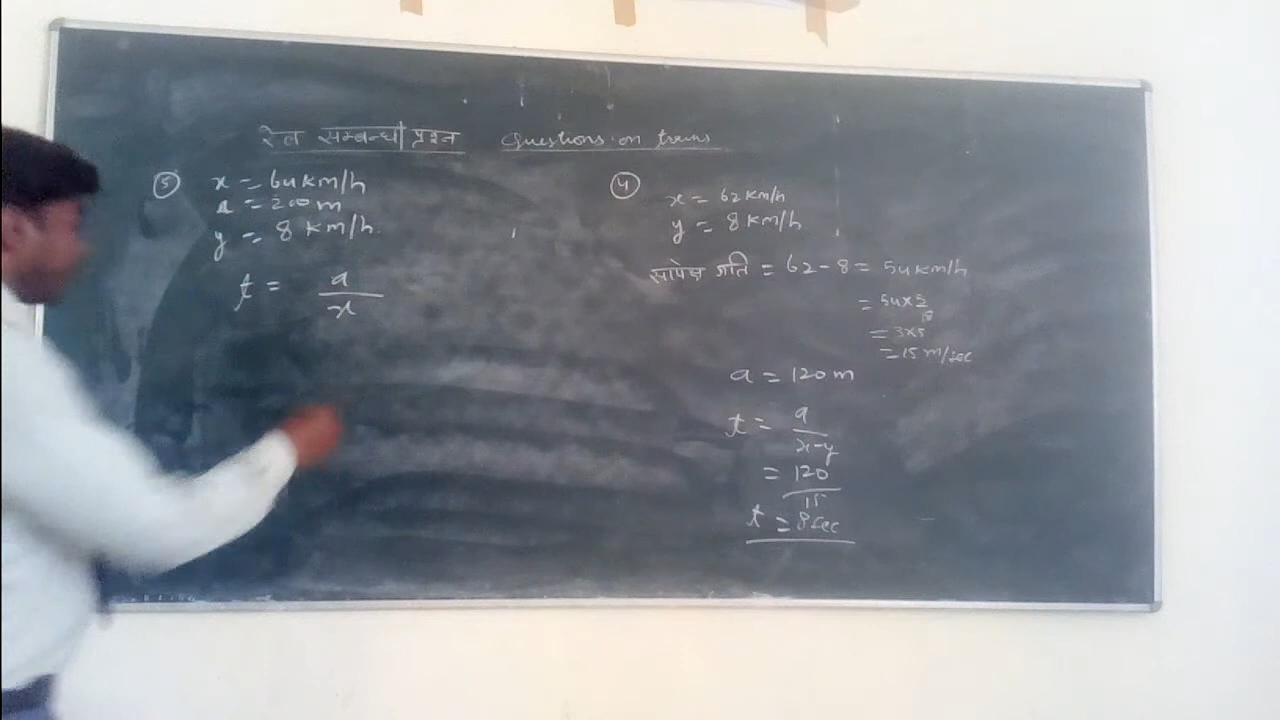 रेल सम्बन्धी प्रश्न Questions on trains
⑤ x = 64 km/h
a = 200 m
y = 8 km/h
t = a/x
④ x = 62 km/h
y = 8 km/h
सापेक्ष गति = 62 - 8 = 54 km/h
= 54 × 5/18
= 3×5
= 15 m/sec
a = 120 m
t = a/x-y
= 120/15
t = 8 sec